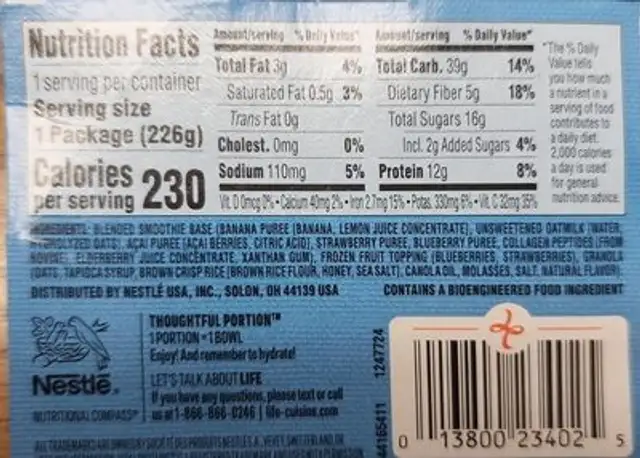 Nutrition Facts
1 serving per container
Serving size
1 Package (226g)
Calories
per serving 230
Amount/serving % Daily Value*
Total Fat 3g 4%
Saturated Fat 0.5g 3%
Trans Fat 0g
Cholest. 0mg 0%
Sodium 110mg 5%
Amount/serving % Daily Value*
Total Carb. 39g 14%
Dietary Fiber 5g 18%
Total Sugars 16g
Incl. 2g Added Sugars 4%
Protein 12g 8%
Vit. D 0mcg 0% • Calcium 40mg 2% • Iron 2.7mg 15% • Potas. 330mg 6% • Vit. C 32mg 35%
*The % Daily
Value tells
you how much
a nutrient in a
serving of food
contributes to
a daily diet.
2,000 calories
a day is used
for general
nutrition advice.
INGREDIENTS: BLENDED SMOOTHIE BASE (BANANA PUREE [BANANA, LEMON JUICE CONCENTRATE], UNSWEETENED OATMILK [WATER,
HYDROLYZED OATS], ACAI PUREE [ACAI BERRIES, CITRIC ACID], STRAWBERRY PUREE, BLUEBERRY PUREE, COLLAGEN PEPTIDES [FROM
BOVINE], ELDERBERRY JUICE CONCENTRATE, XANTHAN GUM), FROZEN FRUIT TOPPING (BLUEBERRIES, STRAWBERRIES), GRANOLA
(OATS, TAPIOCA SYRUP, BROWN CRISP RICE [BROWN RICE FLOUR, HONEY, SEA SALT], CANOLA OIL, MOLASSES, SALT, NATURAL FLAVOR).
DISTRIBUTED BY NESTLÉ USA, INC., SOLON, OH 44139 USA
CONTAINS A BIOENGINEERED FOOD INGREDIENT
THOUGHTFUL PORTION™
1 PORTION = 1 BOWL
Enjoy! And remember to hydrate!
LET'S TALK ABOUT LIFE
If you have any questions, please text or call
us at 1-866-866-0246 | life-cuisine.com
Nestlé®
NUTRITIONAL COMPASS®
44165411 1247724
0 13800 23402 5